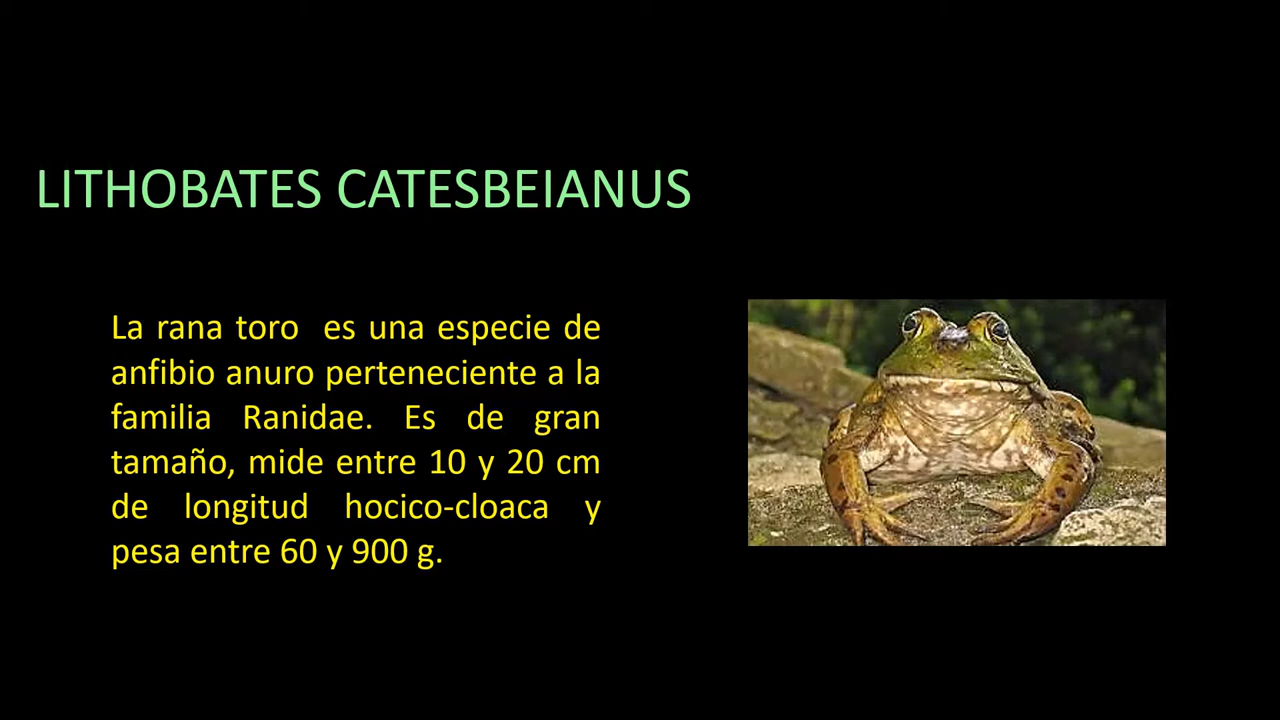 LITHOBATES CATESBEIANUS
La rana toro es una especie de
anfibio anuro perteneciente a la
familia Ranidae. Es de gran
tamaño, mide entre 10 y 20 cm
de longitud hocico-cloaca y
pesa entre 60 y 900 g.